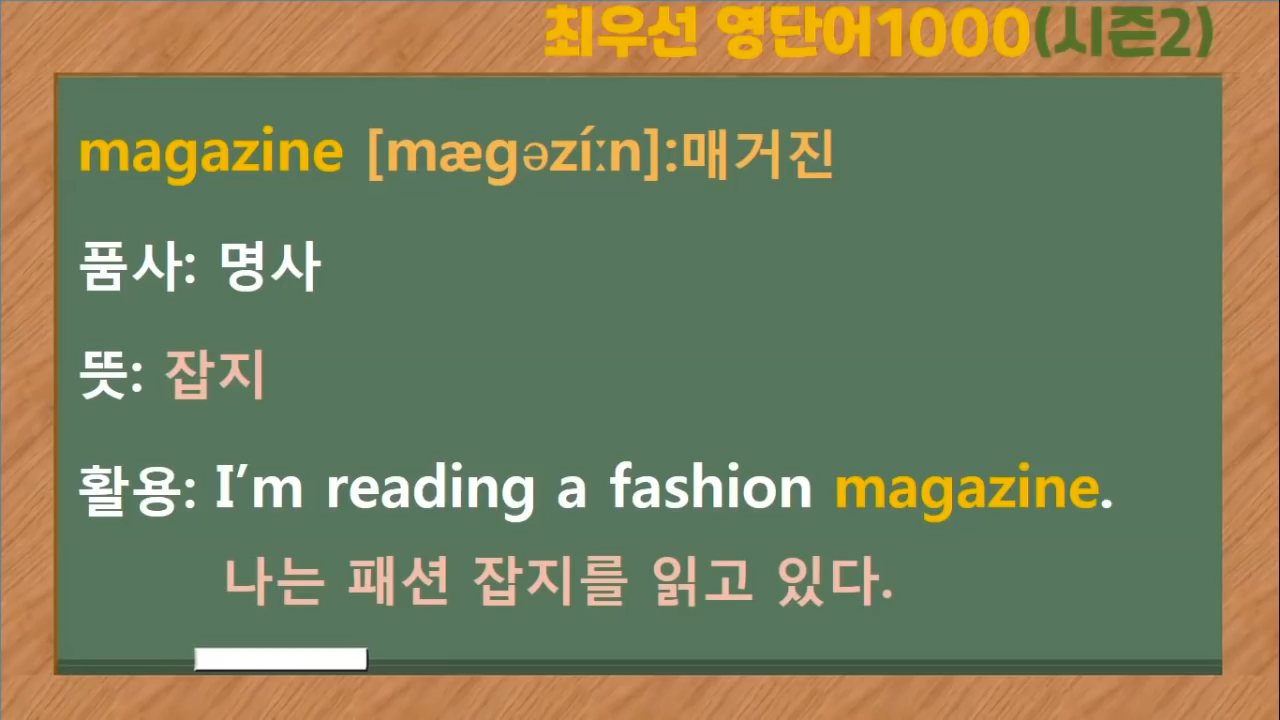 최우선 영단어1000(시즌2)
magazine [mægəzíːn]:매거진
품사: 명사
뜻: 잡지
활용: I’m reading a fashion magazine.
나는 패션 잡지를 읽고 있다.